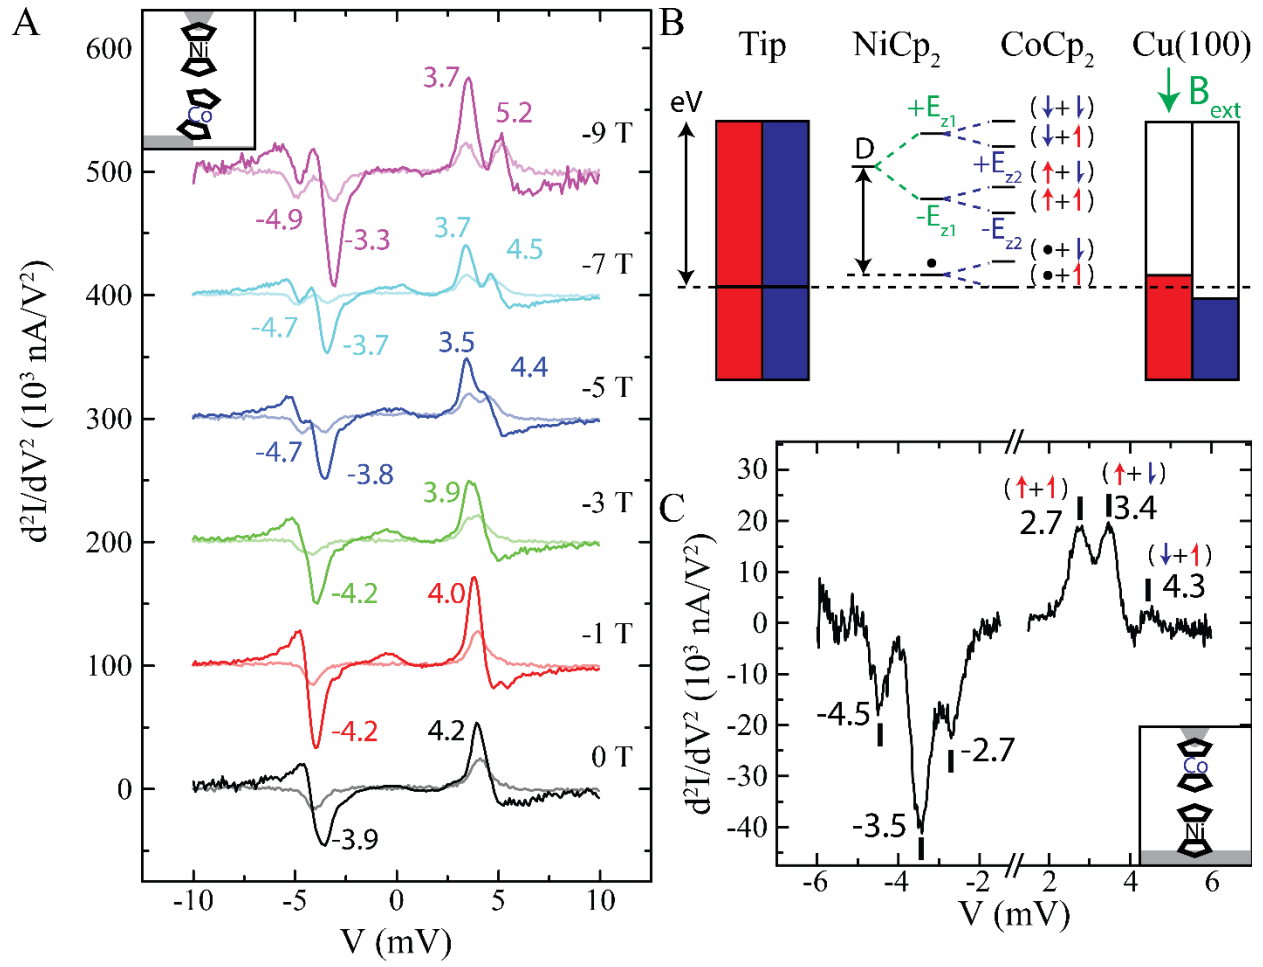 A
Ni
Co
d²I/dV² (10³ nA/V²)
600
500
400
300
200
100
0
3.7
5.2
-9 T
-4.9
-3.3
3.7
4.5
-7 T
-4.7
-3.7
3.5
4.4
-5 T
-4.7
-3.8
3.9
-3 T
-4.2
4.0
-1 T
-4.2
4.2
0 T
-3.9
-10
-5
0
5
10
V (mV)
B
Tip
NiCp₂
CoCp₂
Cu(100)
eV
D
+E_z1
-E_z1
+E_z2
-E_z2
(↓+⇂)
(↓+↿)
(↑+⇂)
(↑+↿)
(•+⇂)
(•+↿)
B_ext
C
d²I/dV² (10³ nA/V²)
30
20
10
0
-10
-20
-30
-40
(↑+↿)
2.7
(↑+⇂)
3.4
(↓+↿)
4.3
-4.5
-3.5
-2.7
Co
Ni
-6
-4
-2
2
4
6
V (mV)